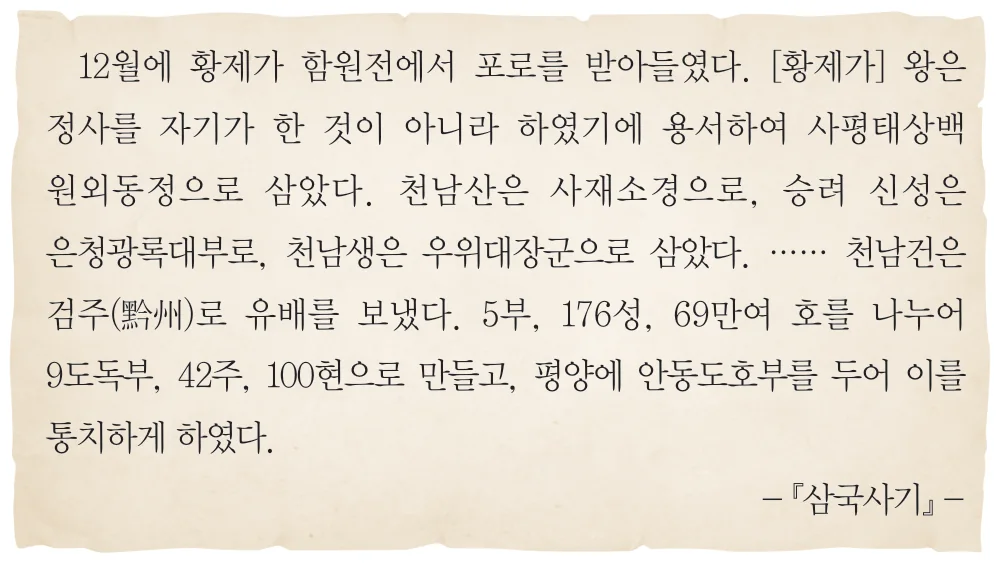 12월에 황제가 함원전에서 포로를 받아들였다. [황제가] 왕은
정사를 자기가 한 것이 아니라 하였기에 용서하여 사평태상백
원외동정으로 삼았다. 천남산은 사재소경으로, 승려 신성은
은청광록대부로, 천남생은 우위대장군으로 삼았다. …… 천남건은
검주(黔州)로 유배를 보냈다. 5부, 176성, 69만여 호를 나누어
9도독부, 42주, 100현으로 만들고, 평양에 안동도호부를 두어 이를
통치하게 하였다.
-『삼국사기』-